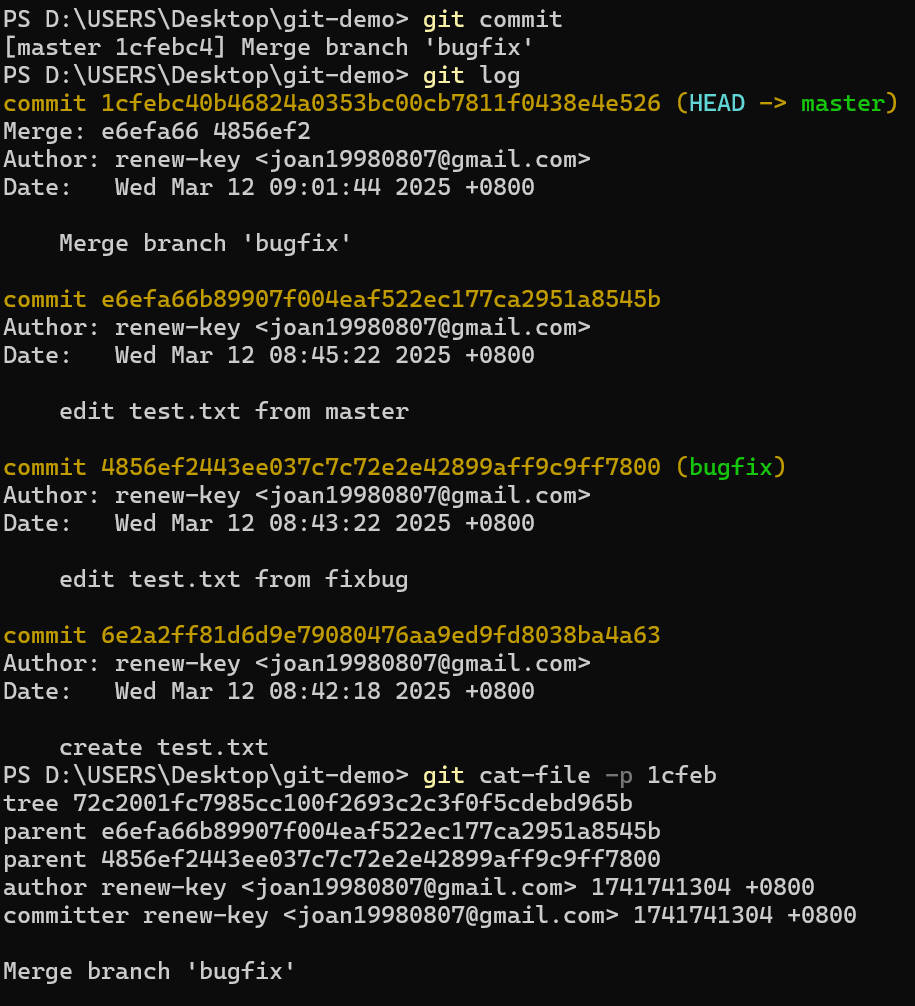 PS D:\USERS\Desktop\git-demo> git commit
[master 1cfebc4] Merge branch 'bugfix'
PS D:\USERS\Desktop\git-demo> git log
commit 1cfebc40b46824a0353bc00cb7811f0438e4e526 (HEAD -> master)
Merge: e6efa66 4856ef2
Author: renew-key <joan19980807@gmail.com>
Date:   Wed Mar 12 09:01:44 2025 +0800

    Merge branch 'bugfix'

commit e6efa66b89907f004eaf522ec177ca2951a8545b
Author: renew-key <joan19980807@gmail.com>
Date:   Wed Mar 12 08:45:22 2025 +0800

    edit test.txt from master

commit 4856ef2443ee037c7c72e2e42899aff9c9ff7800 (bugfix)
Author: renew-key <joan19980807@gmail.com>
Date:   Wed Mar 12 08:43:22 2025 +0800

    edit test.txt from fixbug

commit 6e2a2ff81d6d9e79080476aa9ed9fd8038ba4a63
Author: renew-key <joan19980807@gmail.com>
Date:   Wed Mar 12 08:42:18 2025 +0800

    create test.txt
PS D:\USERS\Desktop\git-demo> git cat-file -p 1cfeb
tree 72c2001fc7985cc100f2693c2c3f0f5cdebd965b
parent e6efa66b89907f004eaf522ec177ca2951a8545b
parent 4856ef2443ee037c7c72e2e42899aff9c9ff7800
author renew-key <joan19980807@gmail.com> 1741741304 +0800
committer renew-key <joan19980807@gmail.com> 1741741304 +0800

Merge branch 'bugfix'